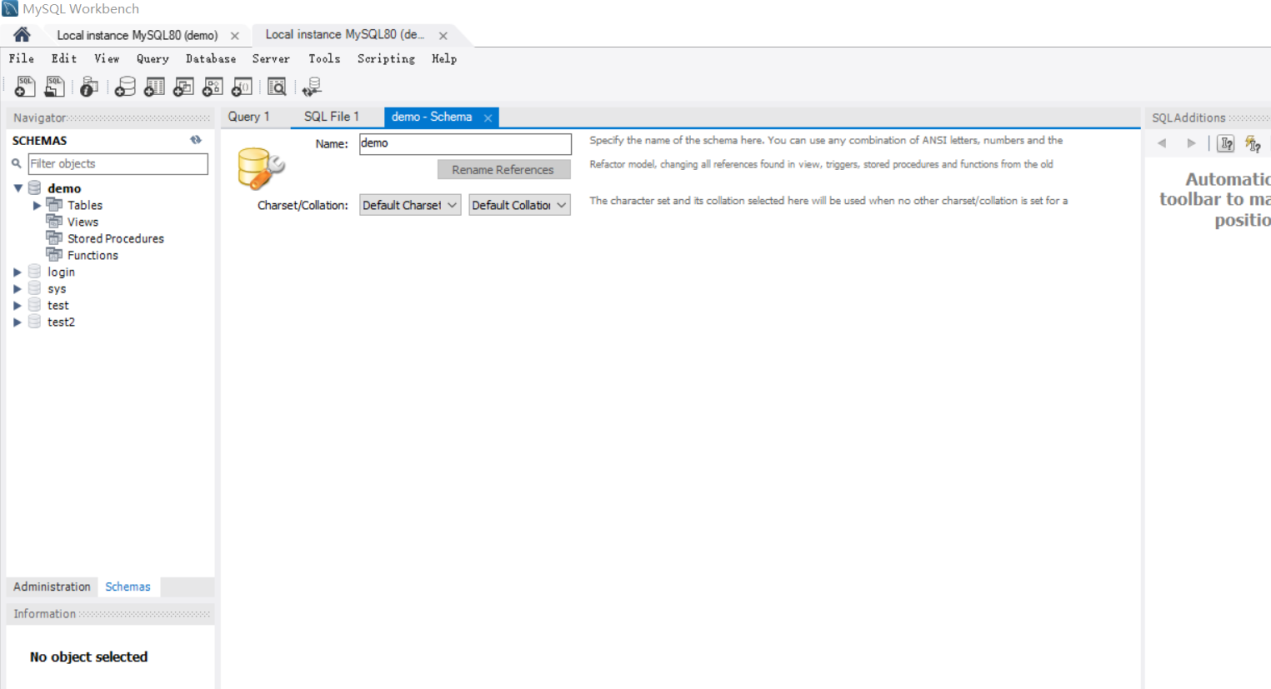 MySQL Workbench
Local instance MySQL80 (demo)
Local instance MySQL80 (de...
File Edit View Query Database Server Tools Scripting Help
Navigator
Query 1
SQL File 1
demo - Schema
SQLAdditions
SCHEMAS
Filter objects
demo
Tables
Views
Stored Procedures
Functions
login
sys
test
test2
Name:
demo
Specify the name of the schema here. You can use any combination of ANSI letters, numbers and the
Rename References
Refactor model, changing all references found in view, triggers, stored procedures and functions from the old
Charset/Collation:
Default Charset
Default Collation
The character set and its collation selected here will be used when no other charset/collation is set for a
Automatic
toolbar to ma
positio
Administration
Schemas
Information
No object selected